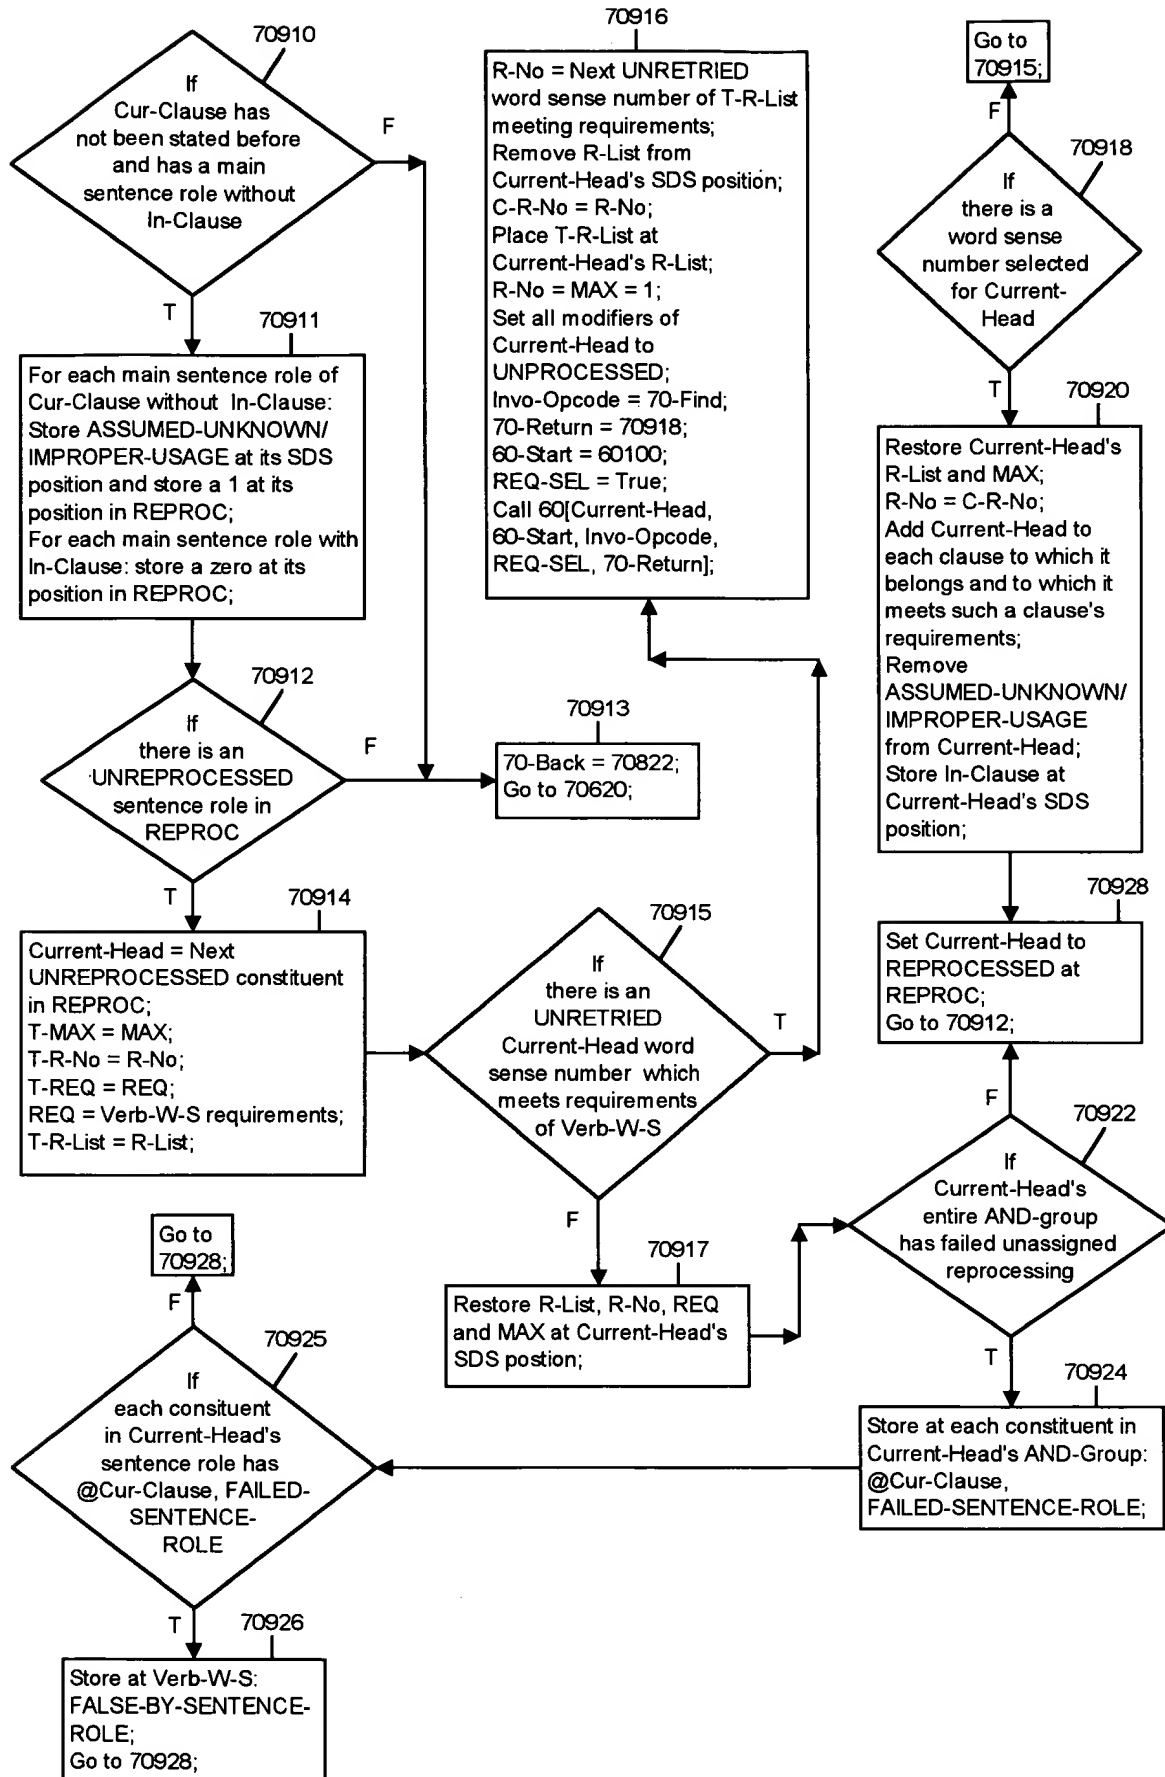 70910
If
Cur-Clause has
not been stated before
and has a main
sentence role without
In-Clause
F
T
70911
For each main sentence role of
Cur-Clause without In-Clause:
Store ASSUMED-UNKNOWN/
IMPROPER-USAGE at its SDS
position and store a 1 at its
position in REPROC;
For each main sentence role with
In-Clause: store a zero at its
position in REPROC;
70912
If
there is an
UNREPROCESSED
sentence role in
REPROC
F
T
70913
70-Back = 70822;
Go to 70620;
70914
Current-Head = Next
UNREPROCESSED constituent
in REPROC;
T-MAX = MAX;
T-R-No = R-No;
T-REQ = REQ;
REQ = Verb-W-S requirements;
T-R-List = R-List;
70915
If
there is an
UNRETRIED
Current-Head word
sense number which
meets requirements
of Verb-W-S
T
F
70916
R-No = Next UNRETRIED
word sense number of T-R-List
meeting requirements;
Remove R-List from
Current-Head's SDS position;
C-R-No = R-No;
Place T-R-List at
Current-Head's R-List;
R-No = MAX = 1;
Set all modifiers of
Current-Head to
UNPROCESSED;
Invo-Opcode = 70-Find;
70-Return = 70918;
60-Start = 60100;
REQ-SEL = True;
Call 60[Current-Head,
60-Start, Invo-Opcode,
REQ-SEL, 70-Return];
70917
Restore R-List, R-No, REQ
and MAX at Current-Head's
SDS postion;
Go to
70915;
F
70918
If
there is a
word sense
number selected
for Current-
Head
T
70920
Restore Current-Head's
R-List and MAX;
R-No = C-R-No;
Add Current-Head to
each clause to which it
belongs and to which it
meets such a clause's
requirements;
Remove
ASSUMED-UNKNOWN/
IMPROPER-USAGE
from Current-Head;
Store In-Clause at
Current-Head's SDS
position;
70928
Set Current-Head to
REPROCESSED at
REPROC;
Go to 70912;
F
70922
If
Current-Head's
entire AND-group
has failed unassigned
reprocessing
T
70924
Store at each constituent in
Current-Head's AND-Group:
@Cur-Clause,
FAILED-SENTENCE-ROLE;
Go to
70928;
F
70925
If
each consituent
in Current-Head's
sentence role has
@Cur-Clause, FAILED-
SENTENCE-
ROLE
T
70926
Store at Verb-W-S:
FALSE-BY-SENTENCE-
ROLE;
Go to 70928;